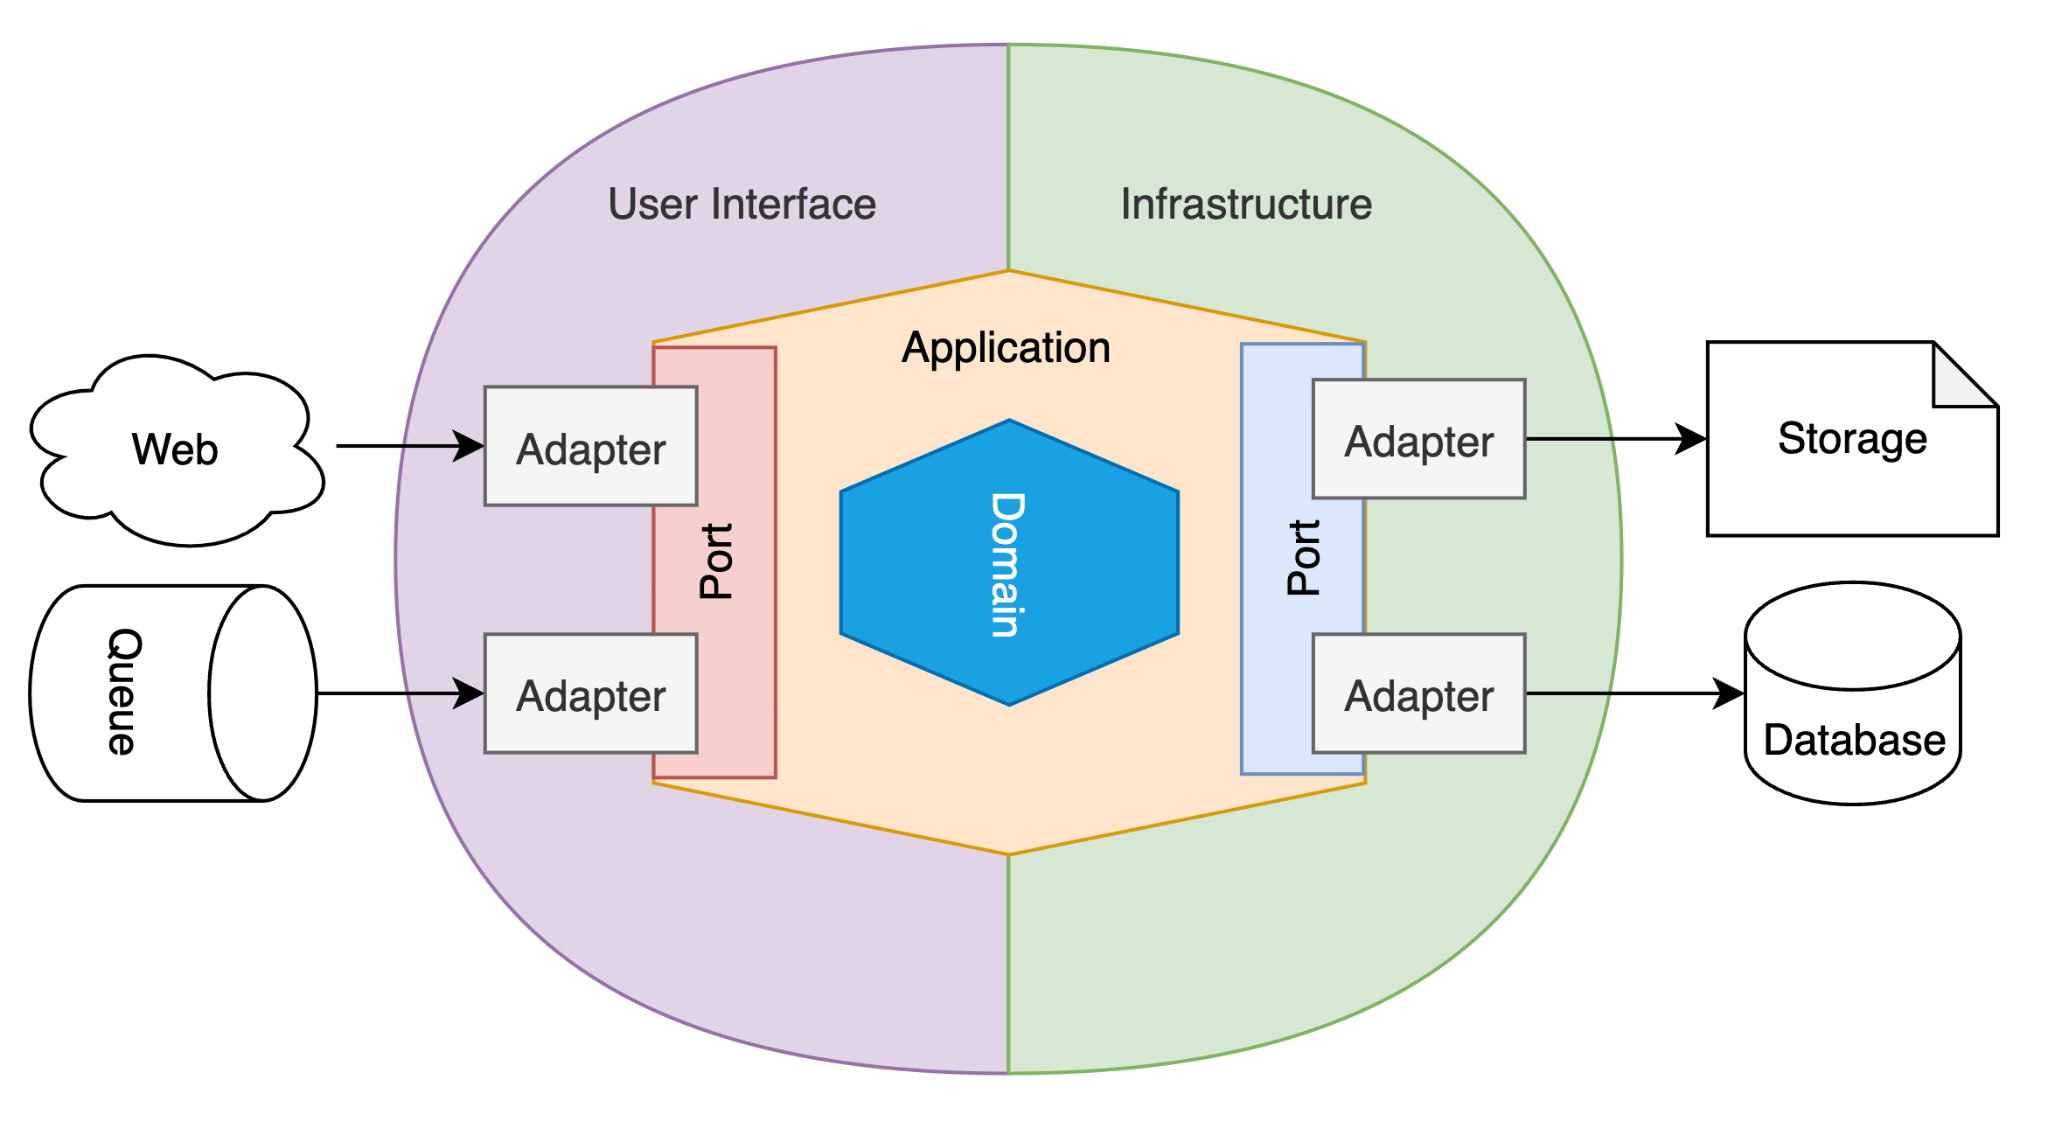 User Interface
Infrastructure
Application
Web
Adapter
Adapter
Storage
Port
Domain
Port
Queue
Adapter
Adapter
Database